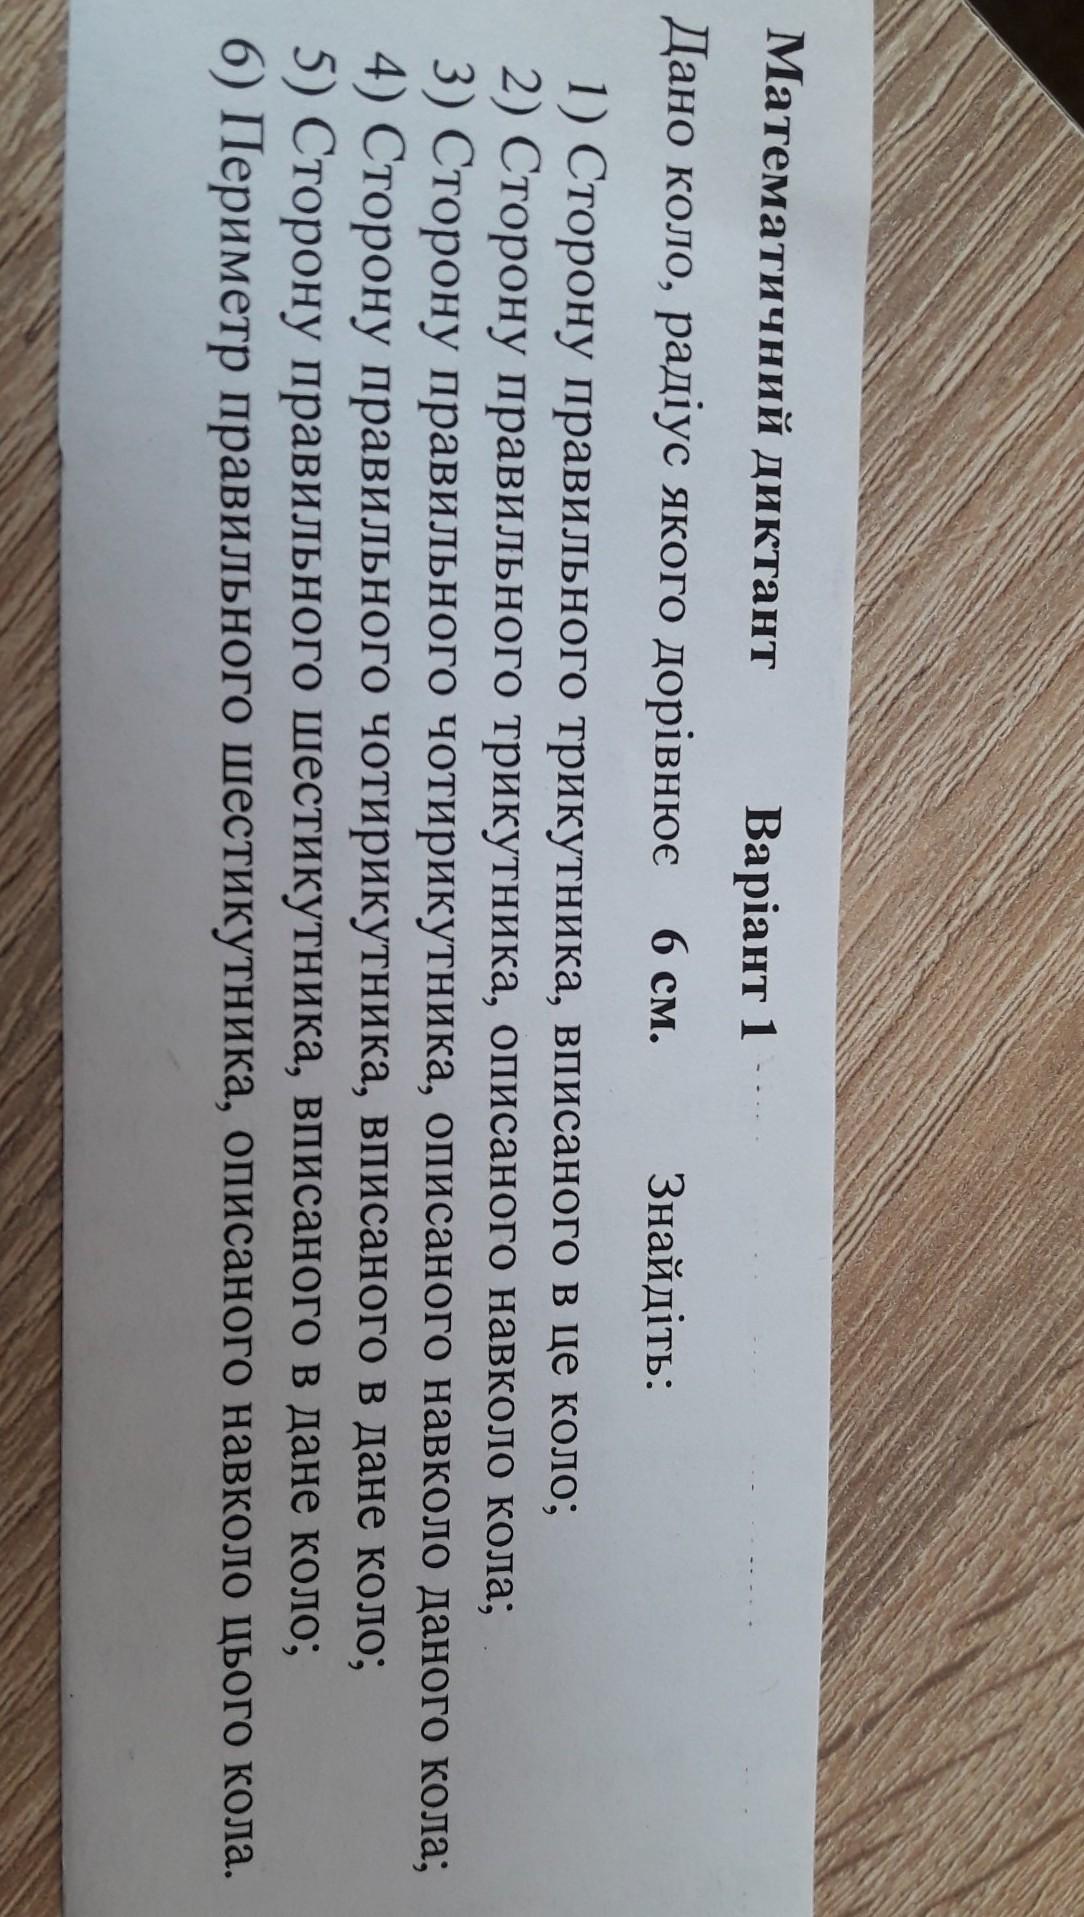 Математичний диктант Варіант 1
Дано коло, радіус якого дорівнює 6 см. Знайдіть:
1) Сторону правильного трикутника, вписаного в це коло;
2) Сторону правильного трикутника, описаного навколо кола;
3) Сторону правильного чотирикутника, описаного навколо даного кола;
4) Сторону правильного чотирикутника, вписаного в дане коло;
5) Сторону правильного шестикутника, вписаного в дане коло;
6) Периметр правильного шестикутника, описаного навколо цього кола.